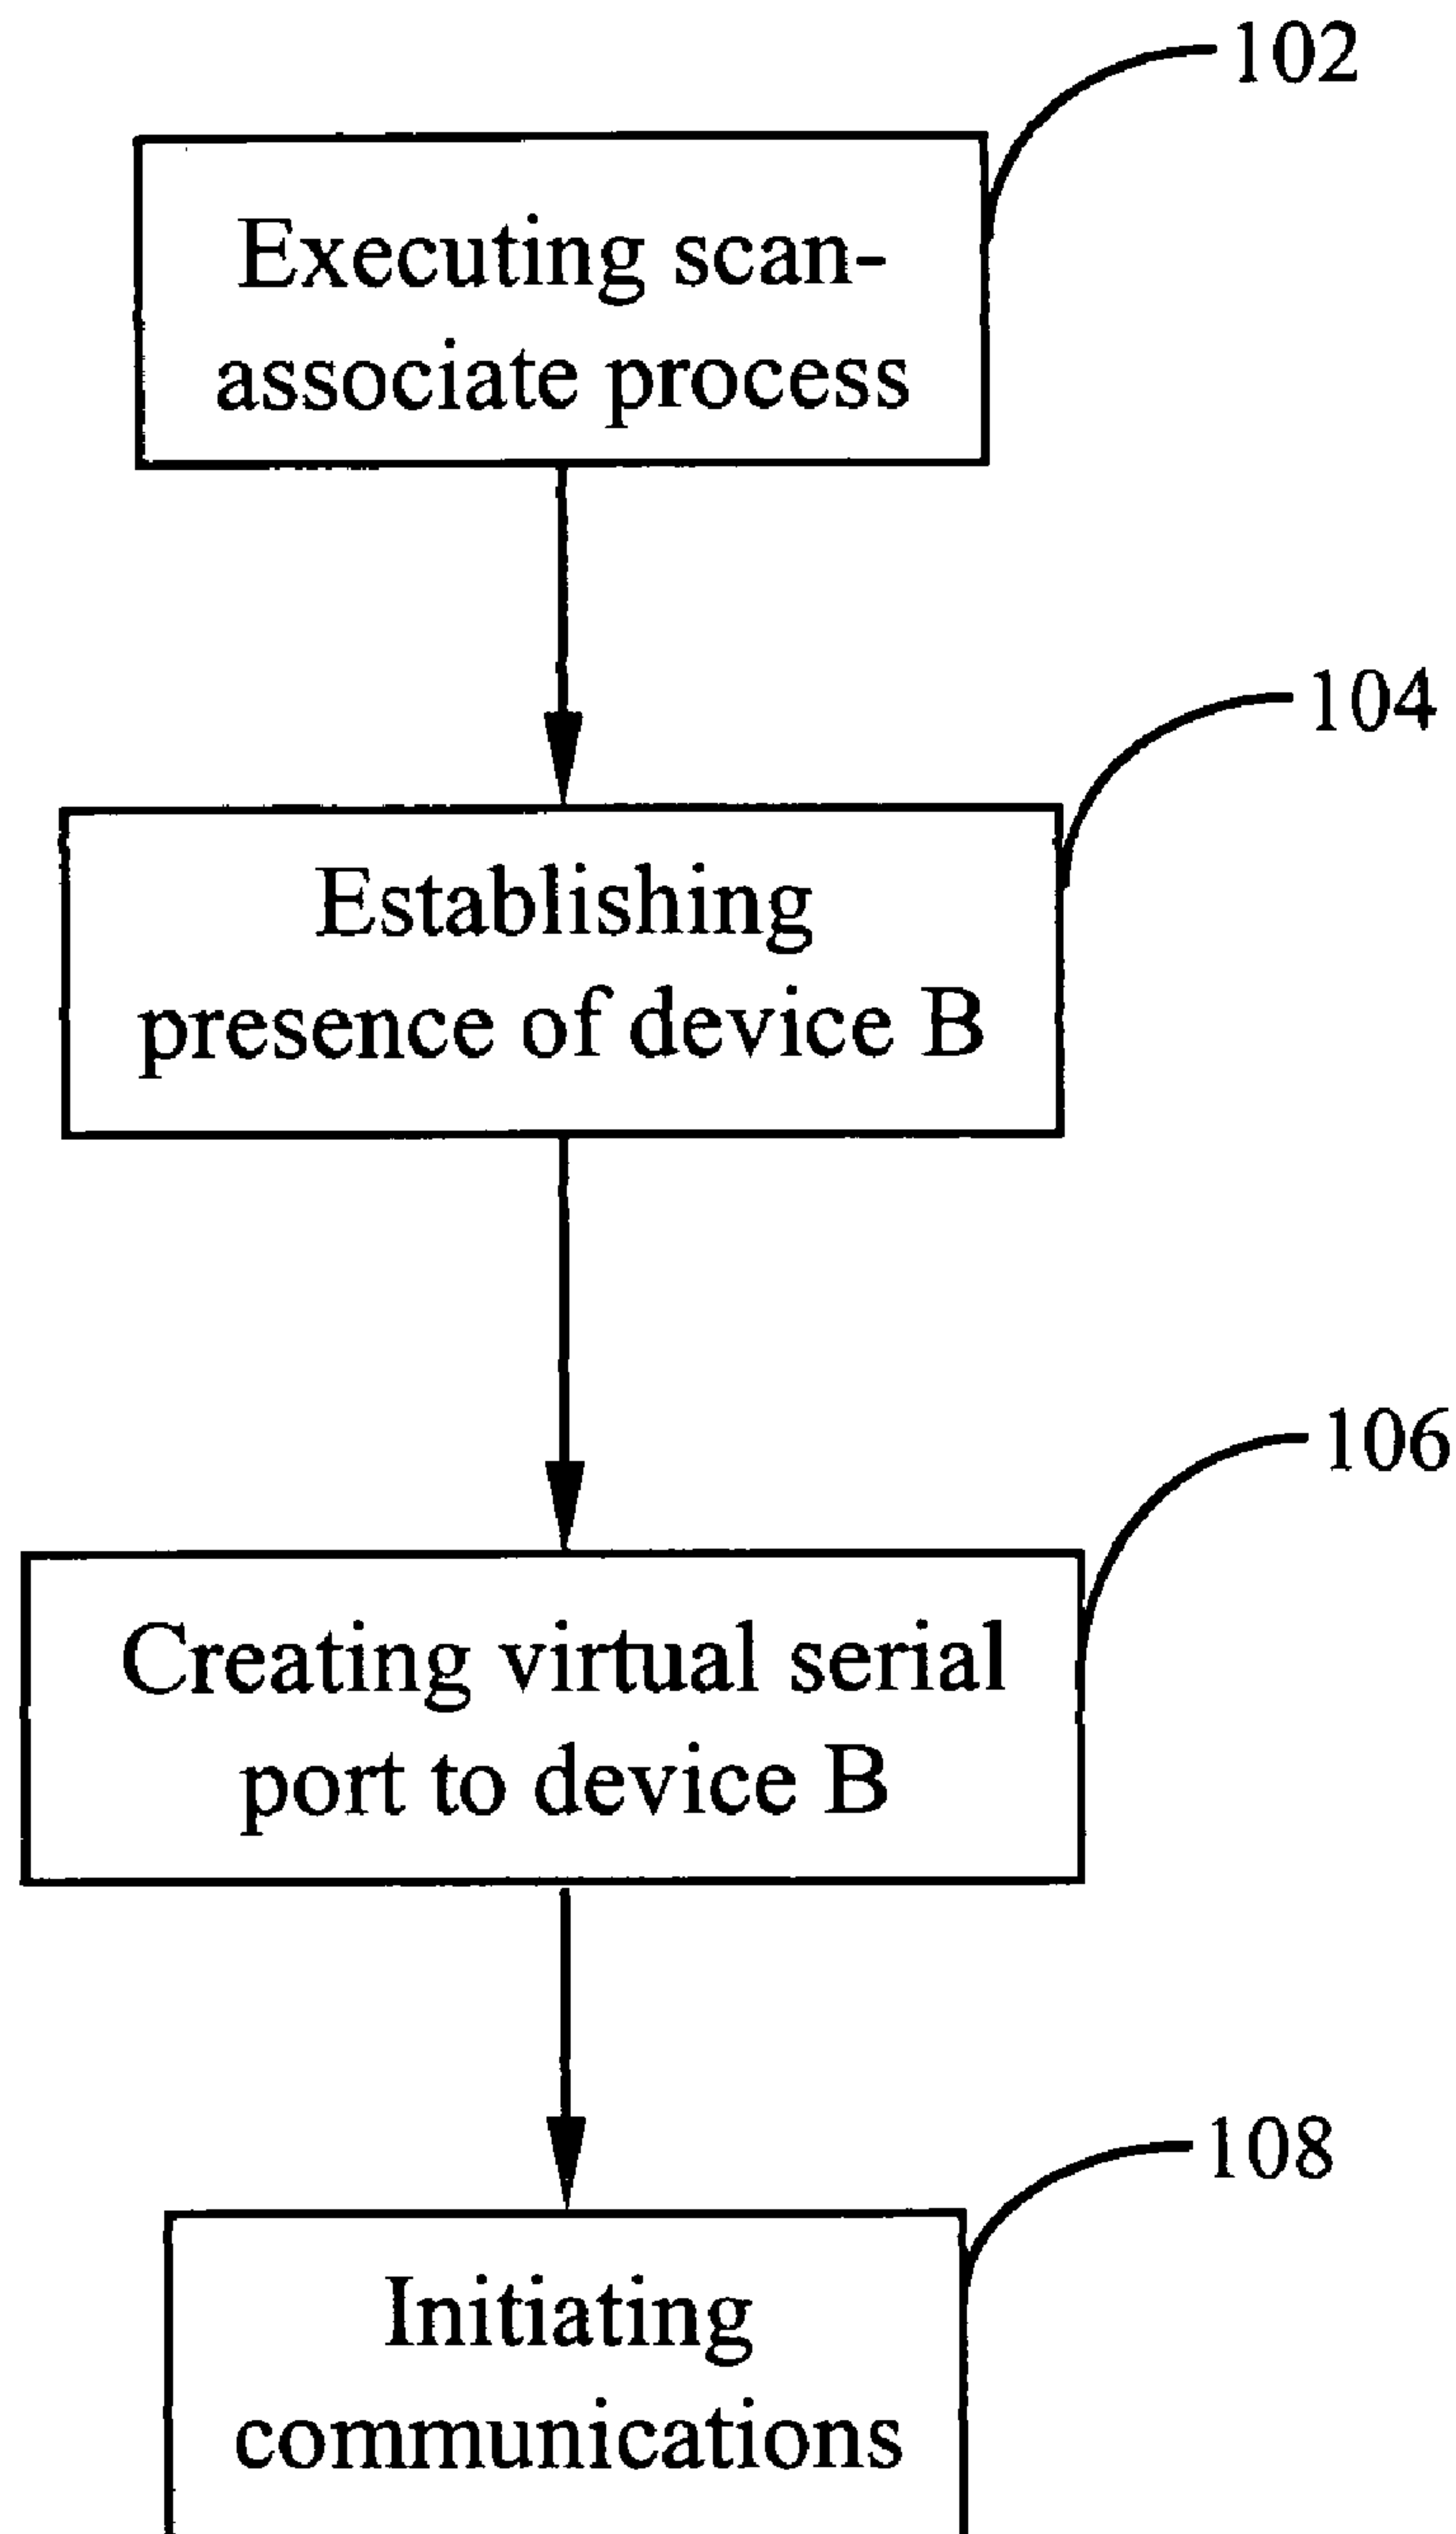 102
Executing scan-
associate process
104
Establishing
presence of device B
106
Creating virtual serial
port to device B
108
Initiating
communications